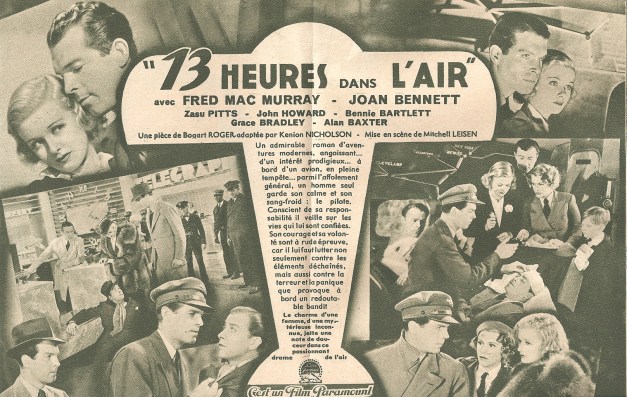 "13 HEURES DANS L'AIR"
avec FRED MAC MURRAY - JOAN BENNETT
Zasu PITTS - John HOWARD - Bennie BARTLETT
Grace BRADLEY - Alan BAXTER
Une pièce de Bogart ROGER adaptée par Kenion NICHOLSON - Mise en scène de Mitchell LEISEN
Un admirable roman d'aven-
tures modernes, angoissant...
d'un intérêt prodigieux... à
bord d'un avion, en pleine
tempête... parmi l'affolement
général, un homme seul
garde son calme et son
sang-froid : le pilote.
Conscient de sa respon-
sabilité il veille sur les
vies qui lui sont confiées.
Son courage et sa volon-
té sont à rude épreuve,
car il lui faut lutter non
seulement contre les
éléments déchaînés,
mais aussi contre la
terreur et la panique
que provoque à
bord un redouta-
ble bandit
Le charme d'une
femme, d'une mys-
térieuse incon-
nue, jette une
note de dou-
ceur dans ce
passionnant
drame de l'air
C'est un Film Paramount
CLEVELAND